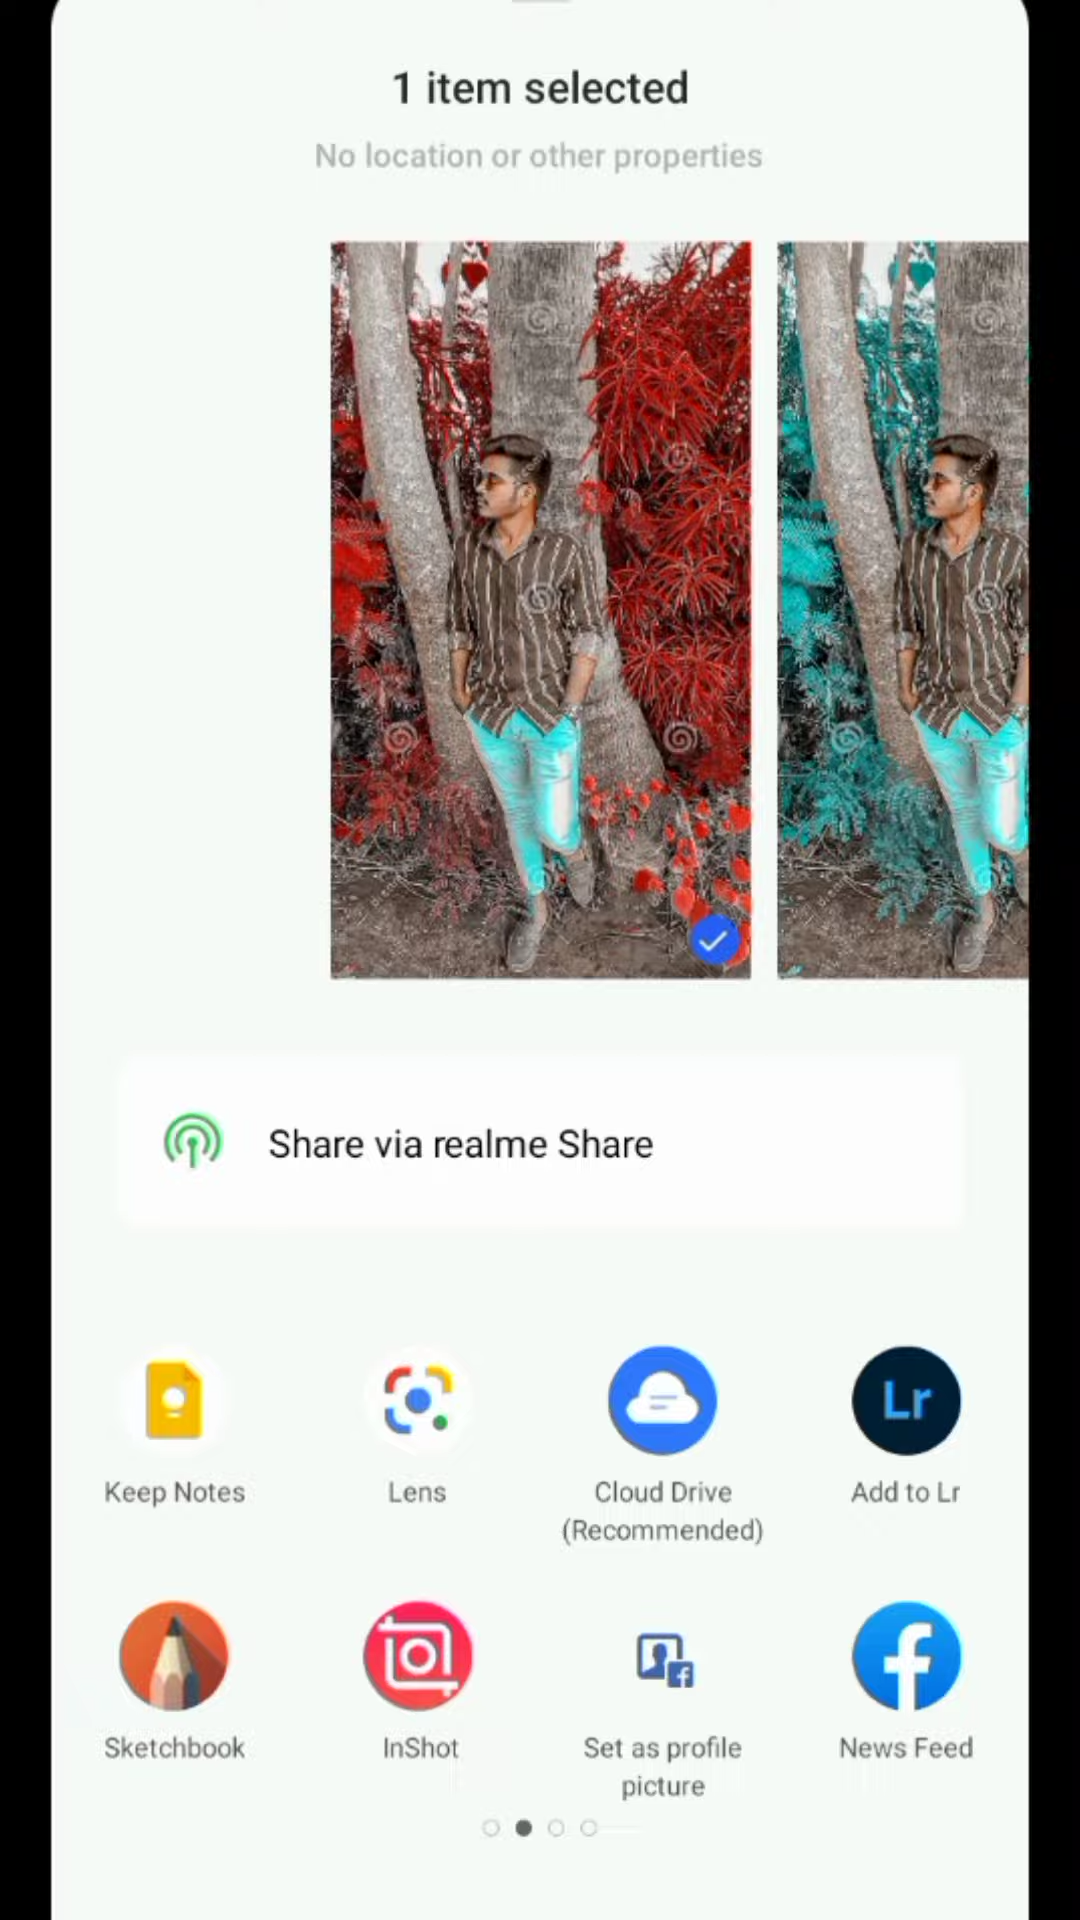 1 item selected
No location or other properties
Share via realme Share
Lr
Keep Notes
Lens
Cloud Drive
(Recommended)
Add to Lr
Sketchbook
InShot
Set as profile
picture
News Feed